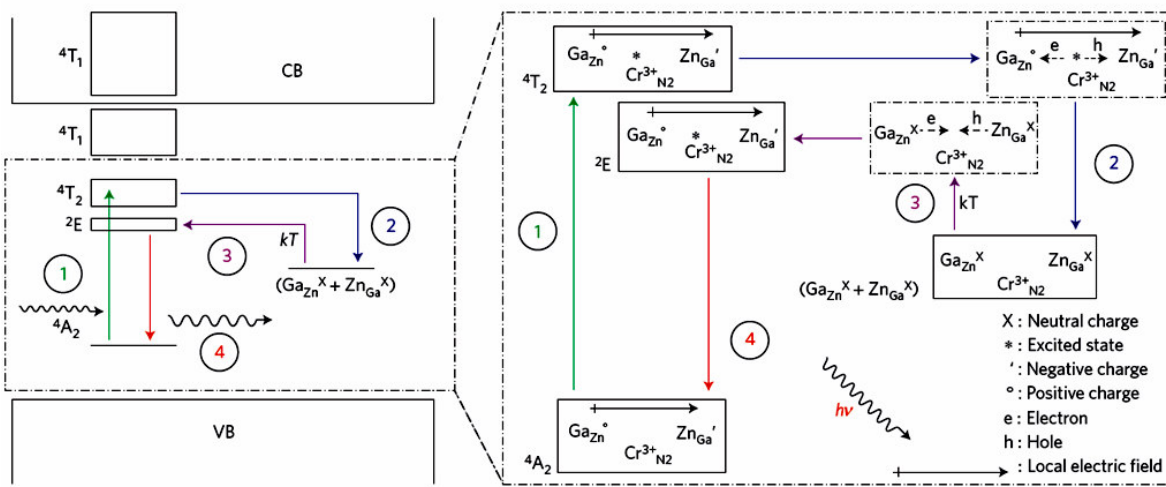 ⁴T₁
CB
⁴T₁
⁴T₂
²E
2
3
kT
1
(Ga_Zn^X + Zn_Ga^X)
⁴A₂
4
VB
Ga_Zn° * Zn_Ga′
Cr³⁺_N2
⁴T₂
Ga_Zn° e * h Zn_Ga′
Cr³⁺_N2
Ga_Zn° * Zn_Ga′
Cr³⁺_N2
²E
Ga_Zn^X e h Zn_Ga^X
Cr³⁺_N2
2
3
kT
1
Ga_Zn^X Zn_Ga^X
Cr³⁺_N2
(Ga_Zn^X + Zn_Ga^X)
4
hν
Ga_Zn° Zn_Ga′
Cr³⁺_N2
⁴A₂
X : Neutral charge
* : Excited state
′ : Negative charge
° : Positive charge
e : Electron
h : Hole
: Local electric field